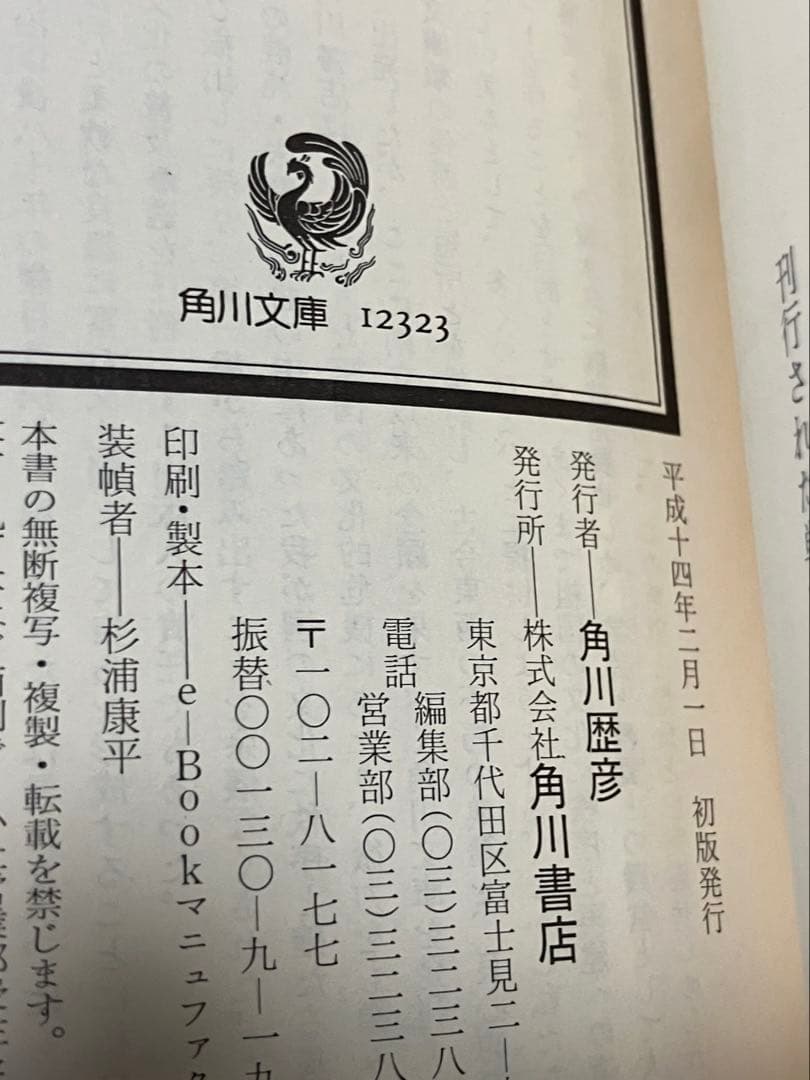 角川文庫 12323
平成十四年二月一日 初版発行
発行者──角川歴彦
発行所──株式会社角川書店
東京都千代田区富士見二―
電話
編集部(〇三)三二三八
営業部(〇三)三二三八
〒一〇二―八一七七
振替〇〇一三〇―九―一九
印刷・製本──e―Bookマニュファク
装幀者──杉浦康平
本書の無断複写・複製・転載を禁じます。
刊行され